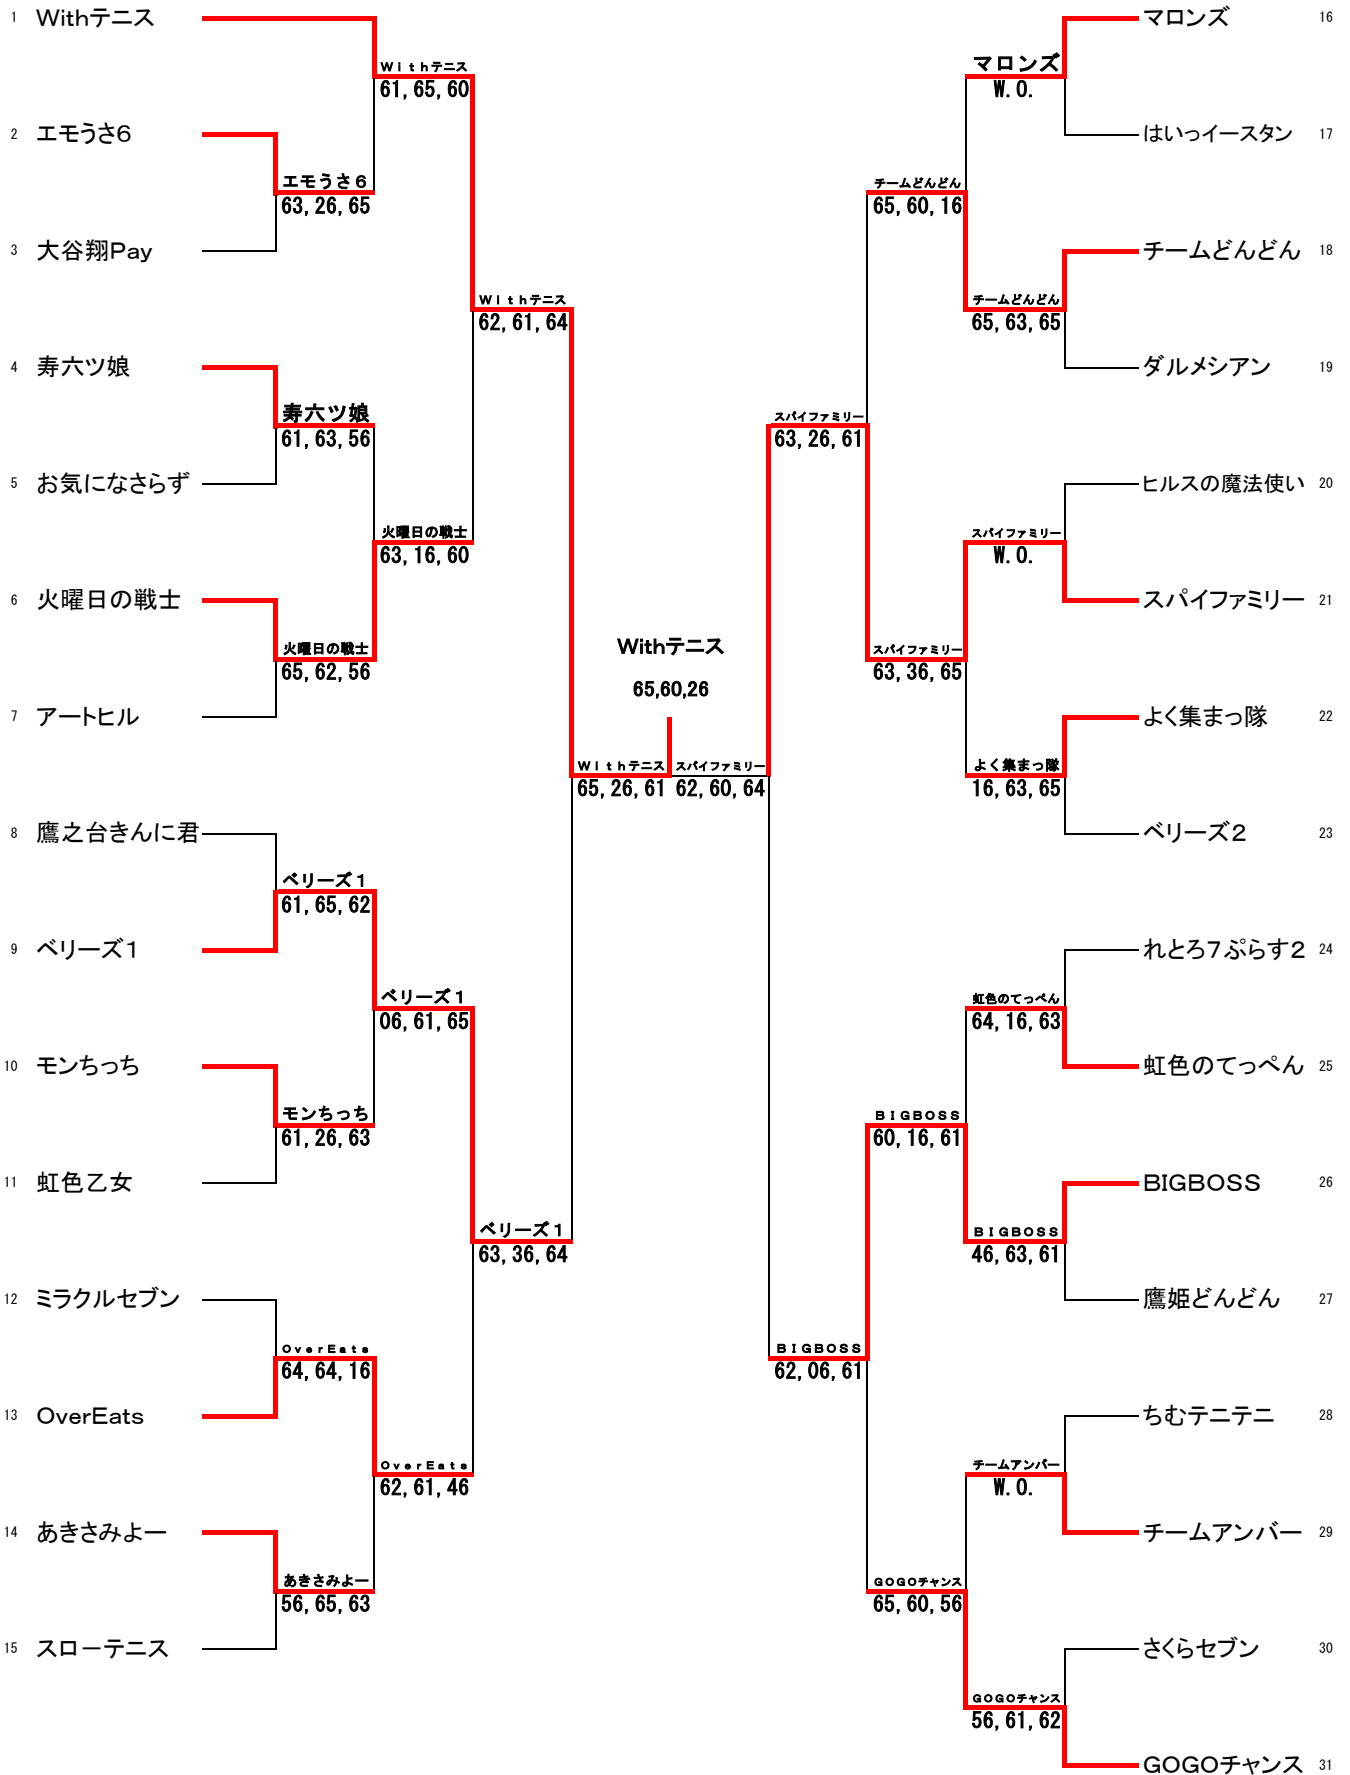 1 Withテニス
マロンズ 16
Withテニス
61, 65, 60
マロンズ
W. O.
2 エモうさ6
はいっイースタン 17
エモうさ６
63, 26, 65
チームどんどん
65, 60, 16
3 大谷翔Pay
チームどんどん 18
Withテニス
62, 61, 64
チームどんどん
65, 63, 65
4 寿六ツ娘
ダルメシアン 19
寿六ツ娘
61, 63, 56
スパイファミリー
63, 26, 61
5 お気になさらず
ヒルスの魔法使い 20
火曜日の戦士
63, 16, 60
スパイファミリー
W. O.
6 火曜日の戦士
スパイファミリー 21
火曜日の戦士
65, 62, 56
Withテニス
65,60,26
スパイファミリー
63, 36, 65
7 アートヒル
よく集まっ隊 22
Withテニス
65, 26, 61
スパイファミリー
62, 60, 64
よく集まっ隊
16, 63, 65
8 鷹之台きんに君
ベリーズ２ 23
ベリーズ１
61, 65, 62
9 ベリーズ１
れとろ７ぷらす２ 24
ベリーズ１
06, 61, 65
虹色のてっぺん
64, 16, 63
10 モンちっち
虹色のてっぺん 25
モンちっち
61, 26, 63
BIGBOSS
60, 16, 61
11 虹色乙女
BIGBOSS 26
ベリーズ１
63, 36, 64
BIGBOSS
46, 63, 61
12 ミラクルセブン
鷹姫どんどん 27
OverEats
64, 64, 16
BIGBOSS
62, 06, 61
13 OverEats
ちむテニテニ 28
OverEats
62, 61, 46
チームアンバー
W. O.
14 あきさみよー
チームアンバー 29
あきさみよー
56, 65, 63
GOGOチャンス
65, 60, 56
15 スローテニス
さくらセブン 30
GOGOチャンス
56, 61, 62
GOGOチャンス 31